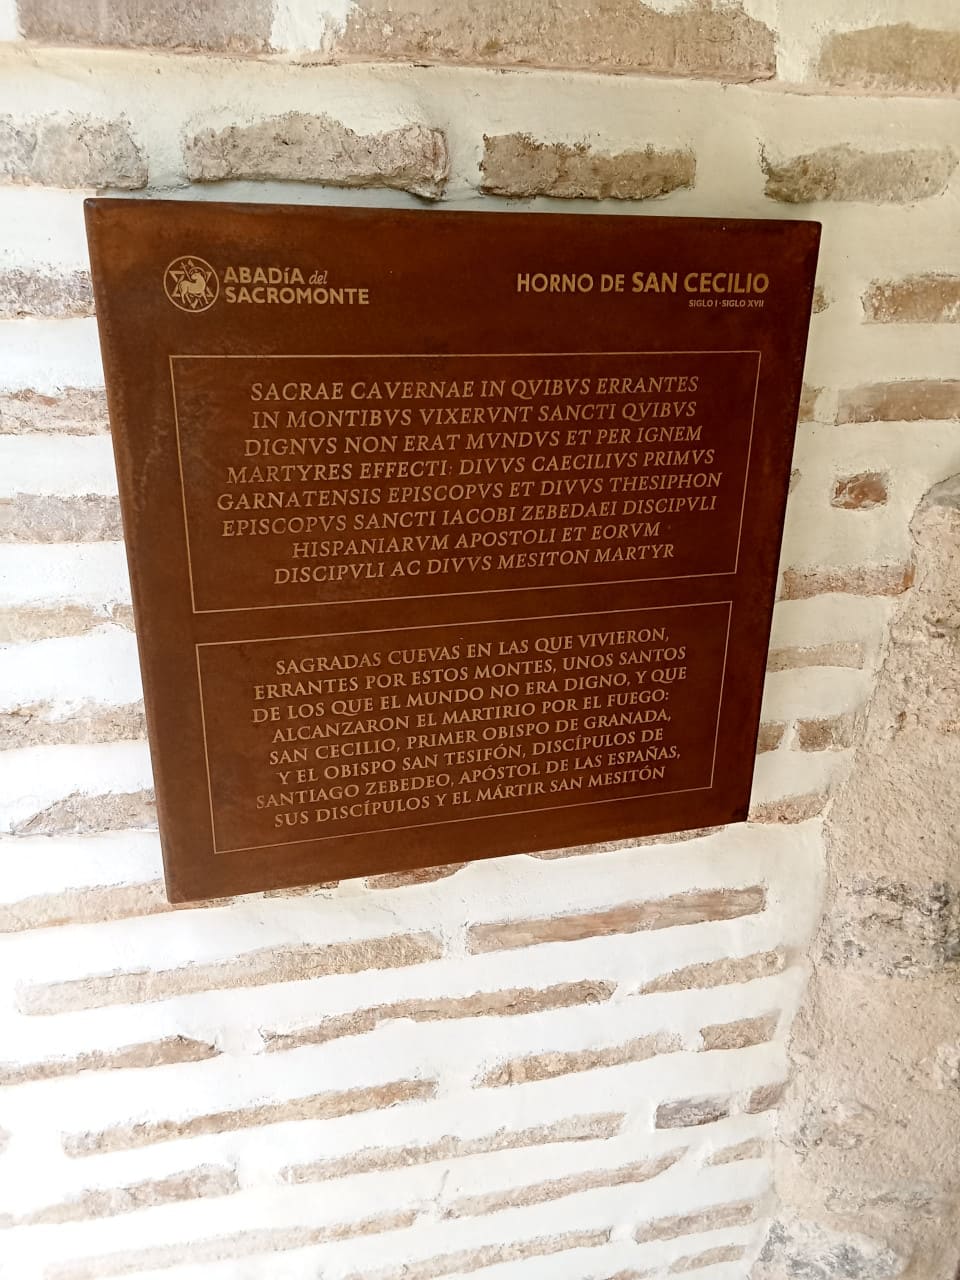 ABADÍA del
SACROMONTE
HORNO DE SAN CECILIO
SIGLO I · SIGLO XVII
SACRAE CAVERNAE IN QVIBVS ERRANTES
IN MONTIBVS VIXERVNT SANCTI QVIBVS
DIGNVS NON ERAT MVNDVS ET PER IGNEM
MARTYRES EFFECTI: DIVVS CAECILIVS PRIMVS
GARNATENSIS EPISCOPVS ET DIVVS THESIPHON
EPISCOPVS SANCTI IACOBI ZEBEDAEI DISCIPVLI
HISPANIARVM APOSTOLI ET EORVM
DISCIPVLI AC DIVVS MESITON MARTYR
SAGRADAS CUEVAS EN LAS QUE VIVIERON,
ERRANTES POR ESTOS MONTES, UNOS SANTOS
DE LOS QUE EL MUNDO NO ERA DIGNO, Y QUE
ALCANZARON EL MARTIRIO POR EL FUEGO:
SAN CECILIO, PRIMER OBISPO DE GRANADA,
Y EL OBISPO SAN TESIFÓN, DISCÍPULOS DE
SANTIAGO ZEBEDEO, APÓSTOL DE LAS ESPAÑAS,
SUS DISCÍPULOS Y EL MÁRTIR SAN MESITÓN